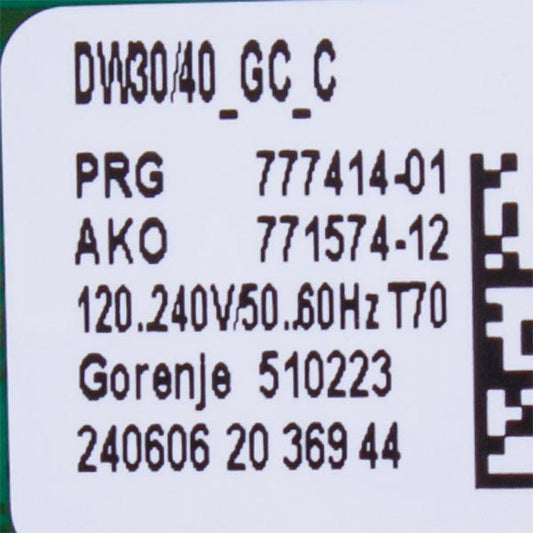 DW30/40_GC_C
PRG 777414-01
AKO 771574-12
120..240V/50..60Hz T70
Gorenje 510223
240606 20 369 44